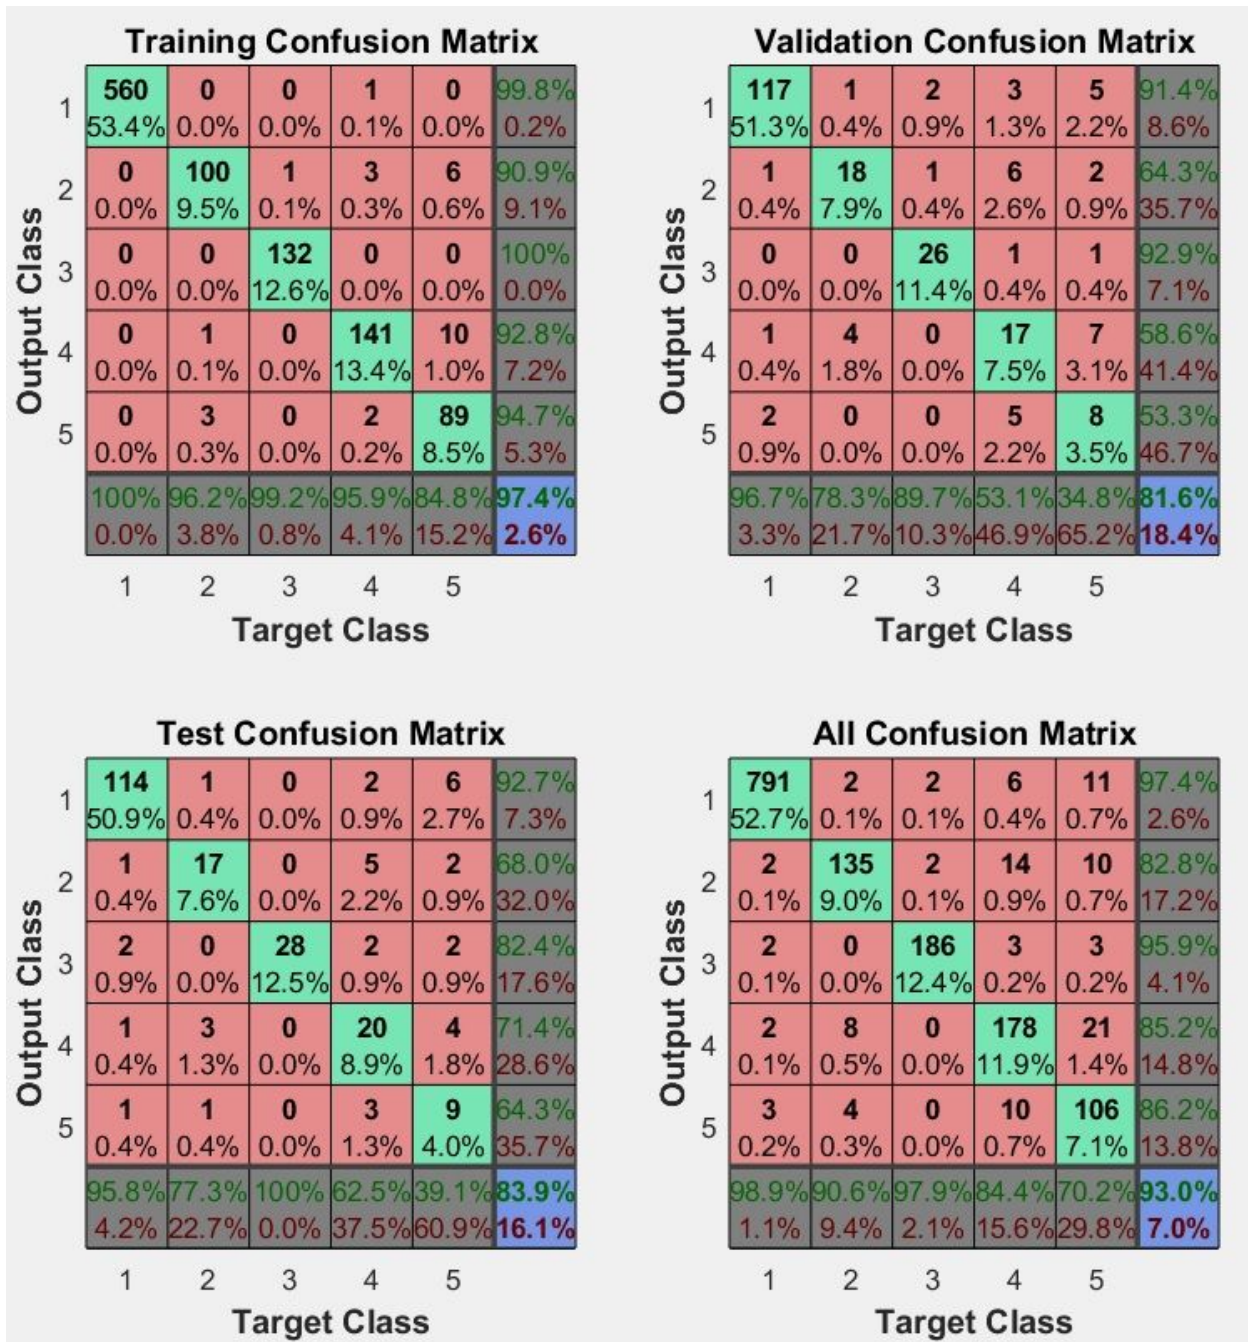 Training Confusion Matrix
Output Class
1
560 0 0 1 0 99.8%
53.4% 0.0% 0.0% 0.1% 0.0% 0.2%
2
0 100 1 3 6 90.9%
0.0% 9.5% 0.1% 0.3% 0.6% 9.1%
3
0 0 132 0 0 100%
0.0% 0.0% 12.6% 0.0% 0.0% 0.0%
4
0 1 0 141 10 92.8%
0.0% 0.1% 0.0% 13.4% 1.0% 7.2%
5
0 3 0 2 89 94.7%
0.0% 0.3% 0.0% 0.2% 8.5% 5.3%
100% 96.2% 99.2% 95.9% 84.8% 97.4%
0.0% 3.8% 0.8% 4.1% 15.2% 2.6%
1 2 3 4 5
Target Class
Validation Confusion Matrix
Output Class
1
117 1 2 3 5 91.4%
51.3% 0.4% 0.9% 1.3% 2.2% 8.6%
2
1 18 1 6 2 64.3%
0.4% 7.9% 0.4% 2.6% 0.9% 35.7%
3
0 0 26 1 1 92.9%
0.0% 0.0% 11.4% 0.4% 0.4% 7.1%
4
1 4 0 17 7 58.6%
0.4% 1.8% 0.0% 7.5% 3.1% 41.4%
5
2 0 0 5 8 53.3%
0.9% 0.0% 0.0% 2.2% 3.5% 46.7%
96.7% 78.3% 89.7% 53.1% 34.8% 81.6%
3.3% 21.7% 10.3% 46.9% 65.2% 18.4%
1 2 3 4 5
Target Class
Test Confusion Matrix
Output Class
1
114 1 0 2 6 92.7%
50.9% 0.4% 0.0% 0.9% 2.7% 7.3%
2
1 17 0 5 2 68.0%
0.4% 7.6% 0.0% 2.2% 0.9% 32.0%
3
2 0 28 2 2 82.4%
0.9% 0.0% 12.5% 0.9% 0.9% 17.6%
4
1 3 0 20 4 71.4%
0.4% 1.3% 0.0% 8.9% 1.8% 28.6%
5
1 1 0 3 9 64.3%
0.4% 0.4% 0.0% 1.3% 4.0% 35.7%
95.8% 77.3% 100% 62.5% 39.1% 83.9%
4.2% 22.7% 0.0% 37.5% 60.9% 16.1%
1 2 3 4 5
Target Class
All Confusion Matrix
Output Class
1
791 2 2 6 11 97.4%
52.7% 0.1% 0.1% 0.4% 0.7% 2.6%
2
2 135 2 14 10 82.8%
0.1% 9.0% 0.1% 0.9% 0.7% 17.2%
3
2 0 186 3 3 95.9%
0.1% 0.0% 12.4% 0.2% 0.2% 4.1%
4
2 8 0 178 21 85.2%
0.1% 0.5% 0.0% 11.9% 1.4% 14.8%
5
3 4 0 10 106 86.2%
0.2% 0.3% 0.0% 0.7% 7.1% 13.8%
98.9% 90.6% 97.9% 84.4% 70.2% 93.0%
1.1% 9.4% 2.1% 15.6% 29.8% 7.0%
1 2 3 4 5
Target Class